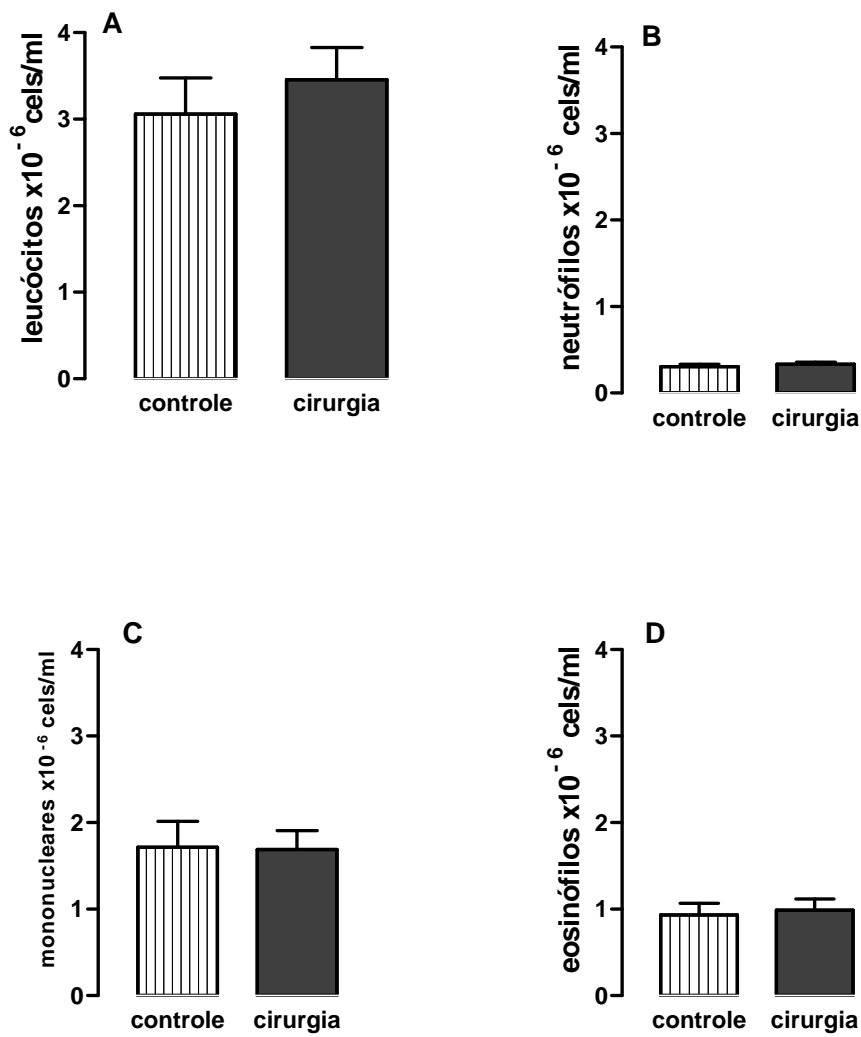 A
leucócitos x10⁻⁶ cels/ml
4
3
2
1
0
controle cirurgia
B
neutrófilos x10⁻⁶ cels/ml
4
3
2
1
0
controle cirurgia
C
mononucleares x10⁻⁶ cels/ml
4
3
2
1
0
controle cirurgia
D
eosinófilos x10⁻⁶ cels/ml
4
3
2
1
0
controle cirurgia